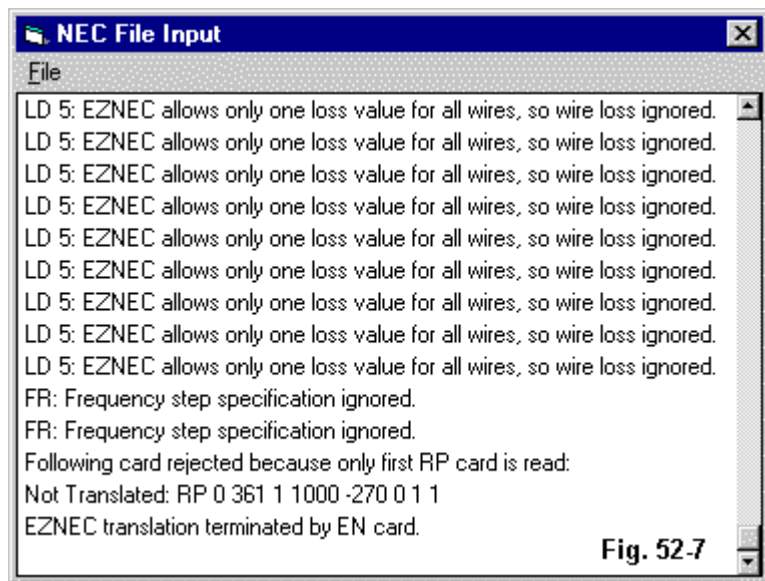 NEC File Input
File
LD 5: EZNEC allows only one loss value for all wires, so wire loss ignored.
LD 5: EZNEC allows only one loss value for all wires, so wire loss ignored.
LD 5: EZNEC allows only one loss value for all wires, so wire loss ignored.
LD 5: EZNEC allows only one loss value for all wires, so wire loss ignored.
LD 5: EZNEC allows only one loss value for all wires, so wire loss ignored.
LD 5: EZNEC allows only one loss value for all wires, so wire loss ignored.
LD 5: EZNEC allows only one loss value for all wires, so wire loss ignored.
LD 5: EZNEC allows only one loss value for all wires, so wire loss ignored.
LD 5: EZNEC allows only one loss value for all wires, so wire loss ignored.
FR: Frequency step specification ignored.
FR: Frequency step specification ignored.
Following card rejected because only first RP card is read:
Not Translated: RP 0 361 1 1000 -270 0 1 1
EZNEC translation terminated by EN card.
Fig. 52-7